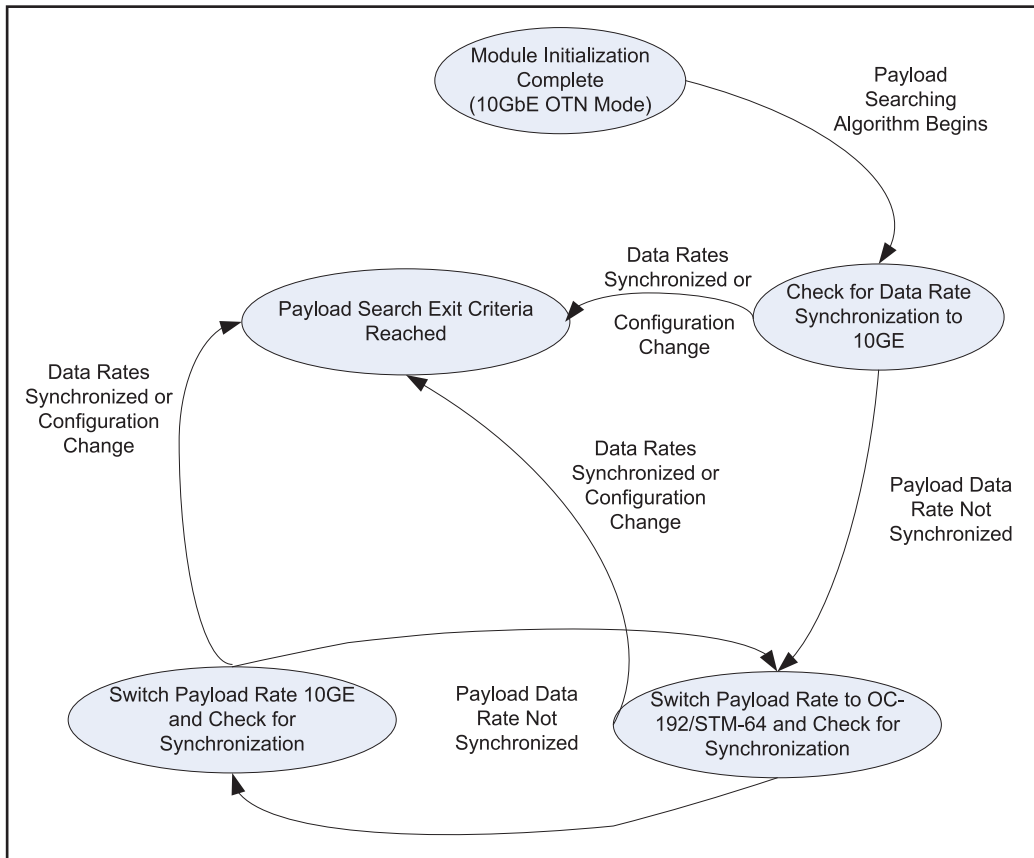 Module Initialization
Complete
(10GbE OTN Mode)
Payload
Searching
Algorithm Begins
Data Rates
Synchronized or
Configuration
Change
Check for Data Rate
Synchronization to
10GE
Payload Search Exit Criteria
Reached
Data Rates
Synchronized or
Configuration
Change
Data Rates
Synchronized or
Configuration
Change
Payload Data
Rate Not
Synchronized
Switch Payload Rate 10GE
and Check for
Synchronization
Payload Data
Rate Not
Synchronized
Switch Payload Rate to OC-
192/STM-64 and Check for
Synchronization